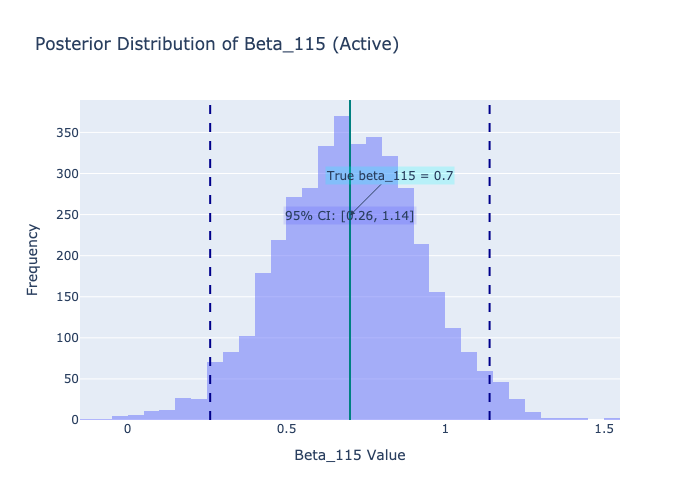 Posterior Distribution of Beta_115 (Active)
350
300
250
200
150
100
50
0
Frequency
True beta_115 = 0.7
95% CI: [0.26, 1.14]
0
0.5
1
1.5
Beta_115 Value